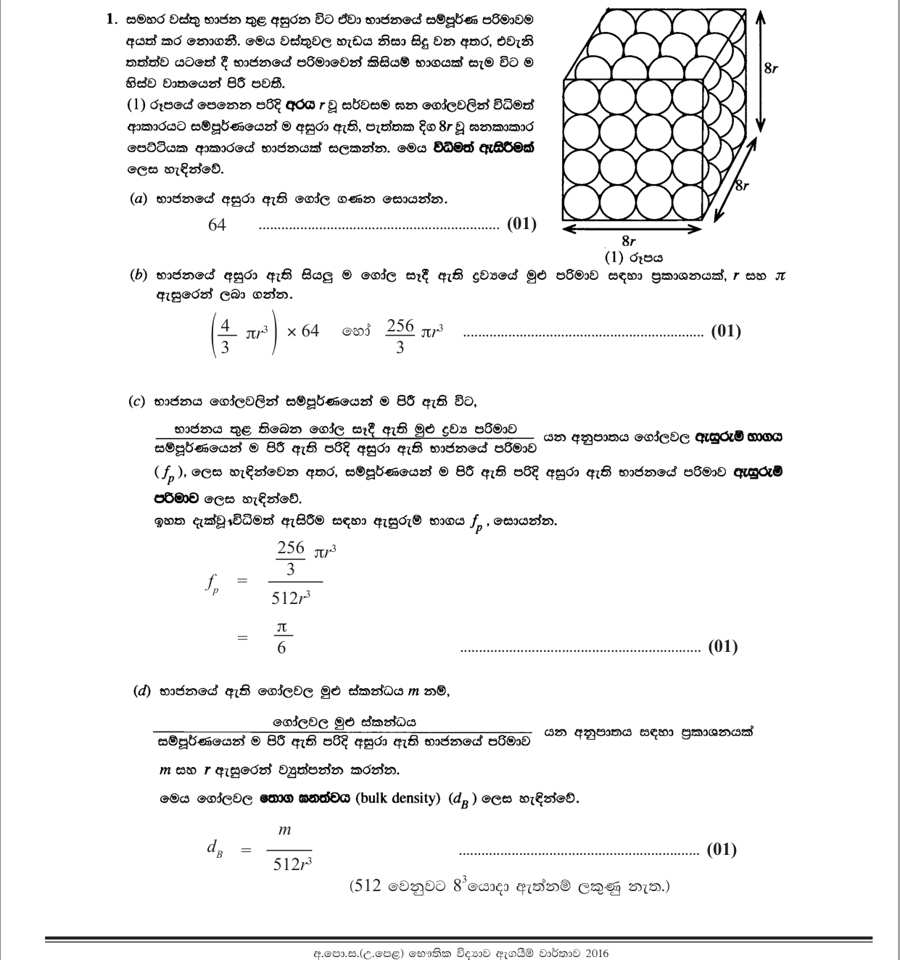 1. සමහර වස්තු භාජන තුළ අසුරන විට ඒවා භාජනයේ සම්පූර්ණ පරිමාවම
අයත් කර නොගනී. මෙය වස්තුවල හැඩය නිසා සිදු වන අතර, එවැනි
තත්ත්ව යටතේ දී භාජනයේ පරිමාවෙන් කිසියම් භාගයක් සැම විට ම
හිස්ව වාතයෙන් පිරී පවතී.
(1) රූපයේ පෙනෙන පරිදි අරය r වූ සර්වසම ඝන ගෝලවලින් විධිමත්
ආකාරයට සම්පූර්ණයෙන් ම අසුරා ඇති, පැත්තක දිග 8r වූ ඝනකාකාර
පෙට්ටියක ආකාරයේ භාජනයක් සලකන්න. මෙය විධිමත් ඇසිරීමක්
ලෙස හැඳින්වේ.
8r
8r
8r
(1) රූපය
(a) භාජනයේ අසුරා ඇති ගෝල ගණන සොයන්න.
64 ................................................................ (01)
(b) භාජනයේ අසුරා ඇති සියලු ම ගෝල සෑදී ඇති ද්‍රව්‍යයේ මුළු පරිමාව සඳහා ප්‍රකාශනයක්, r සහ π
ඇසුරෙන් ලබා ගන්න.
(4/3 πr³) × 64 හෝ 256/3 πr³ ................................................................ (01)
(c) භාජනය ගෝලවලින් සම්පූර්ණයෙන් ම පිරී ඇති විට,
භාජනය තුළ තිබෙන ගෝල සෑදී ඇති මුළු ද්‍රව්‍ය පරිමාව
සම්පූර්ණයෙන් ම පිරී ඇති පරිදි අසුරා ඇති භාජනයේ පරිමාව යන අනුපාතය ගෝලවල ඇසුරුම් භාගය
(fₚ), ලෙස හැඳින්වෙන අතර, සම්පූර්ණයෙන් ම පිරී ඇති පරිදි අසුරා ඇති භාජනයේ පරිමාව ඇසුරුම්
පරිමාව ලෙස හැඳින්වේ.
ඉහත දැක්වූ විධිමත් ඇසිරීම සඳහා ඇසුරුම් භාගය fₚ, සොයන්න.
fₚ = (256/3 πr³) / 512r³
= π/6 ................................................................ (01)
(d) භාජනයේ ඇති ගෝලවල මුළු ස්කන්ධය m නම්,
ගෝලවල මුළු ස්කන්ධය
සම්පූර්ණයෙන් ම පිරී ඇති පරිදි අසුරා ඇති භාජනයේ පරිමාව යන අනුපාතය සඳහා ප්‍රකාශනයක්
m සහ r ඇසුරෙන් ව්‍යුත්පන්න කරන්න.
මෙය ගෝලවල තොග ඝනත්වය (bulk density) (d_B) ලෙස හැඳින්වේ.
d_B = m / 512r³ ................................................................ (01)
(512 වෙනුවට 8³යොදා ඇත්නම් ලකුණු නැත.)
අ.පො.ස.(උ.පෙළ) භෞතික විද්‍යාව ඇගයීම් වාර්තාව 2016